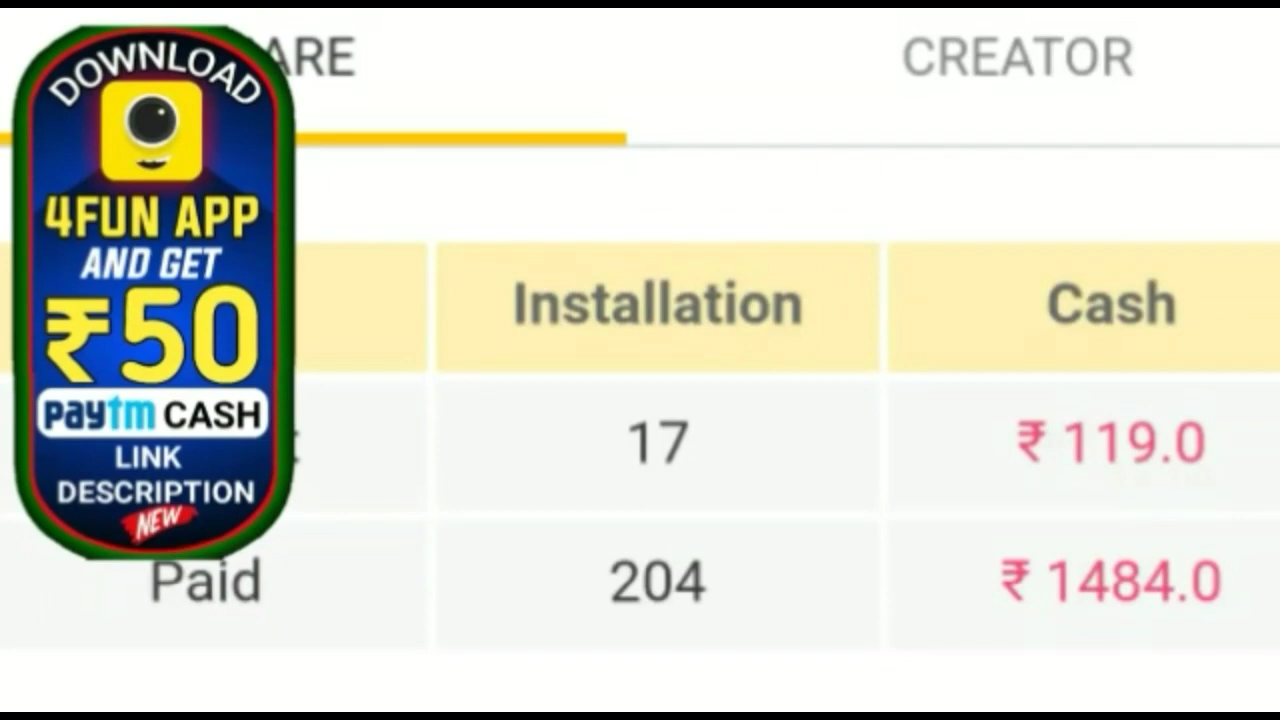 DOWNLOAD
4FUN APP
AND GET
₹50
paytm CASH
LINK
DESCRIPTION
NEW
CREATOR
Installation Cash
17 ₹ 119.0
Paid 204 ₹ 1484.0